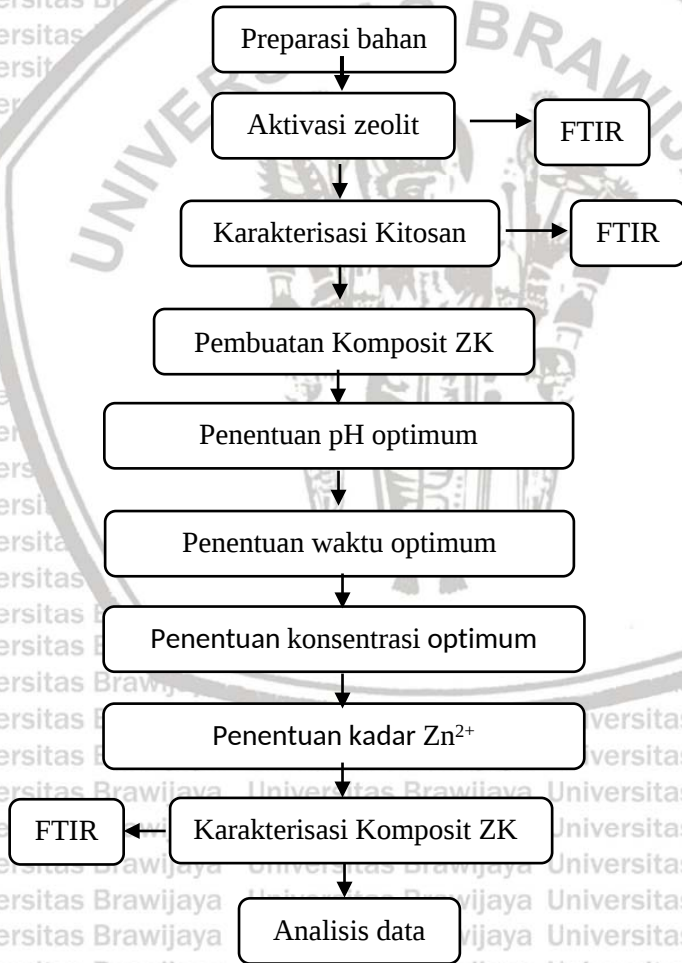 Preparasi bahan
Aktivasi zeolit
FTIR
Karakterisasi Kitosan
FTIR
Pembuatan Komposit ZK
Penentuan pH optimum
Penentuan waktu optimum
Penentuan konsentrasi optimum
Penentuan kadar Zn²⁺
FTIR
Karakterisasi Komposit ZK
Analisis data